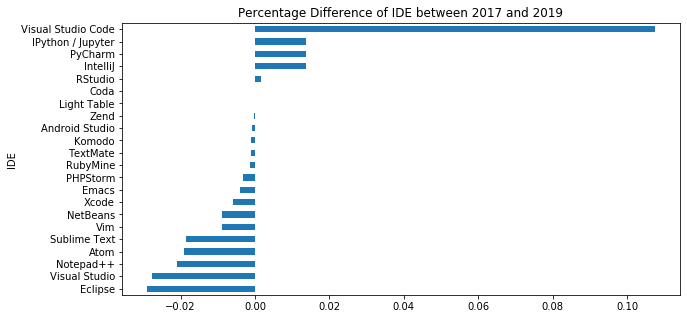 Percentage Difference of IDE between 2017 and 2019
IDE
Visual Studio Code
IPython / Jupyter
PyCharm
IntelliJ
RStudio
Coda
Light Table
Zend
Android Studio
Komodo
TextMate
RubyMine
PHPStorm
Emacs
Xcode
NetBeans
Vim
Sublime Text
Atom
Notepad++
Visual Studio
Eclipse
−0.02 0.00 0.02 0.04 0.06 0.08 0.10